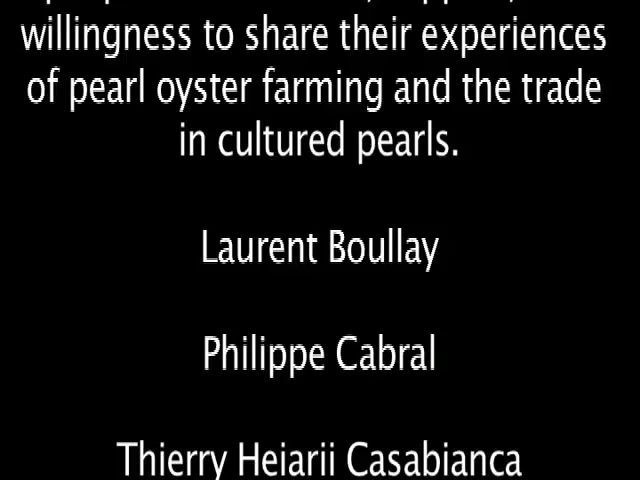 willingness to share their experiences
of pearl oyster farming and the trade
in cultured pearls.
Laurent Boullay
Philippe Cabral
Thierry Heiarii Casabianca